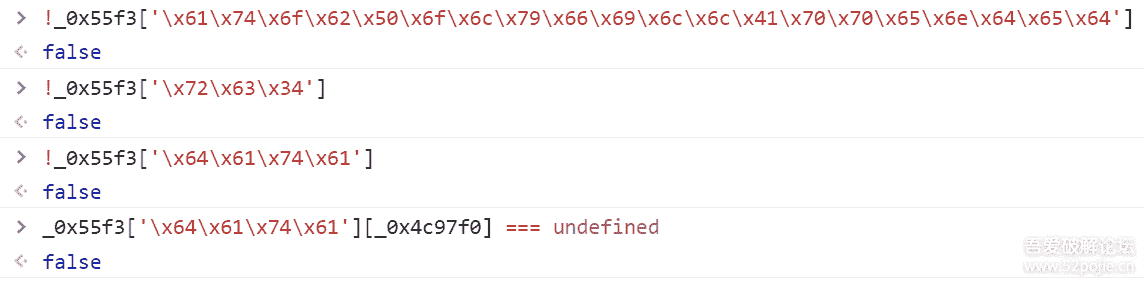 > !_0x55f3['\x61\x74\x6f\x62\x50\x6f\x6c\x79\x66\x69\x6c\x6c\x41\x70\x70\x65\x6e\x64\x65\x64']
false
> !_0x55f3['\x72\x63\x34']
false
> !_0x55f3['\x64\x61\x74\x61']
false
> _0x55f3['\x64\x61\x74\x61'][_0x4c97f0] === undefined
false
吾爱破解论坛
www.52pojie.cn